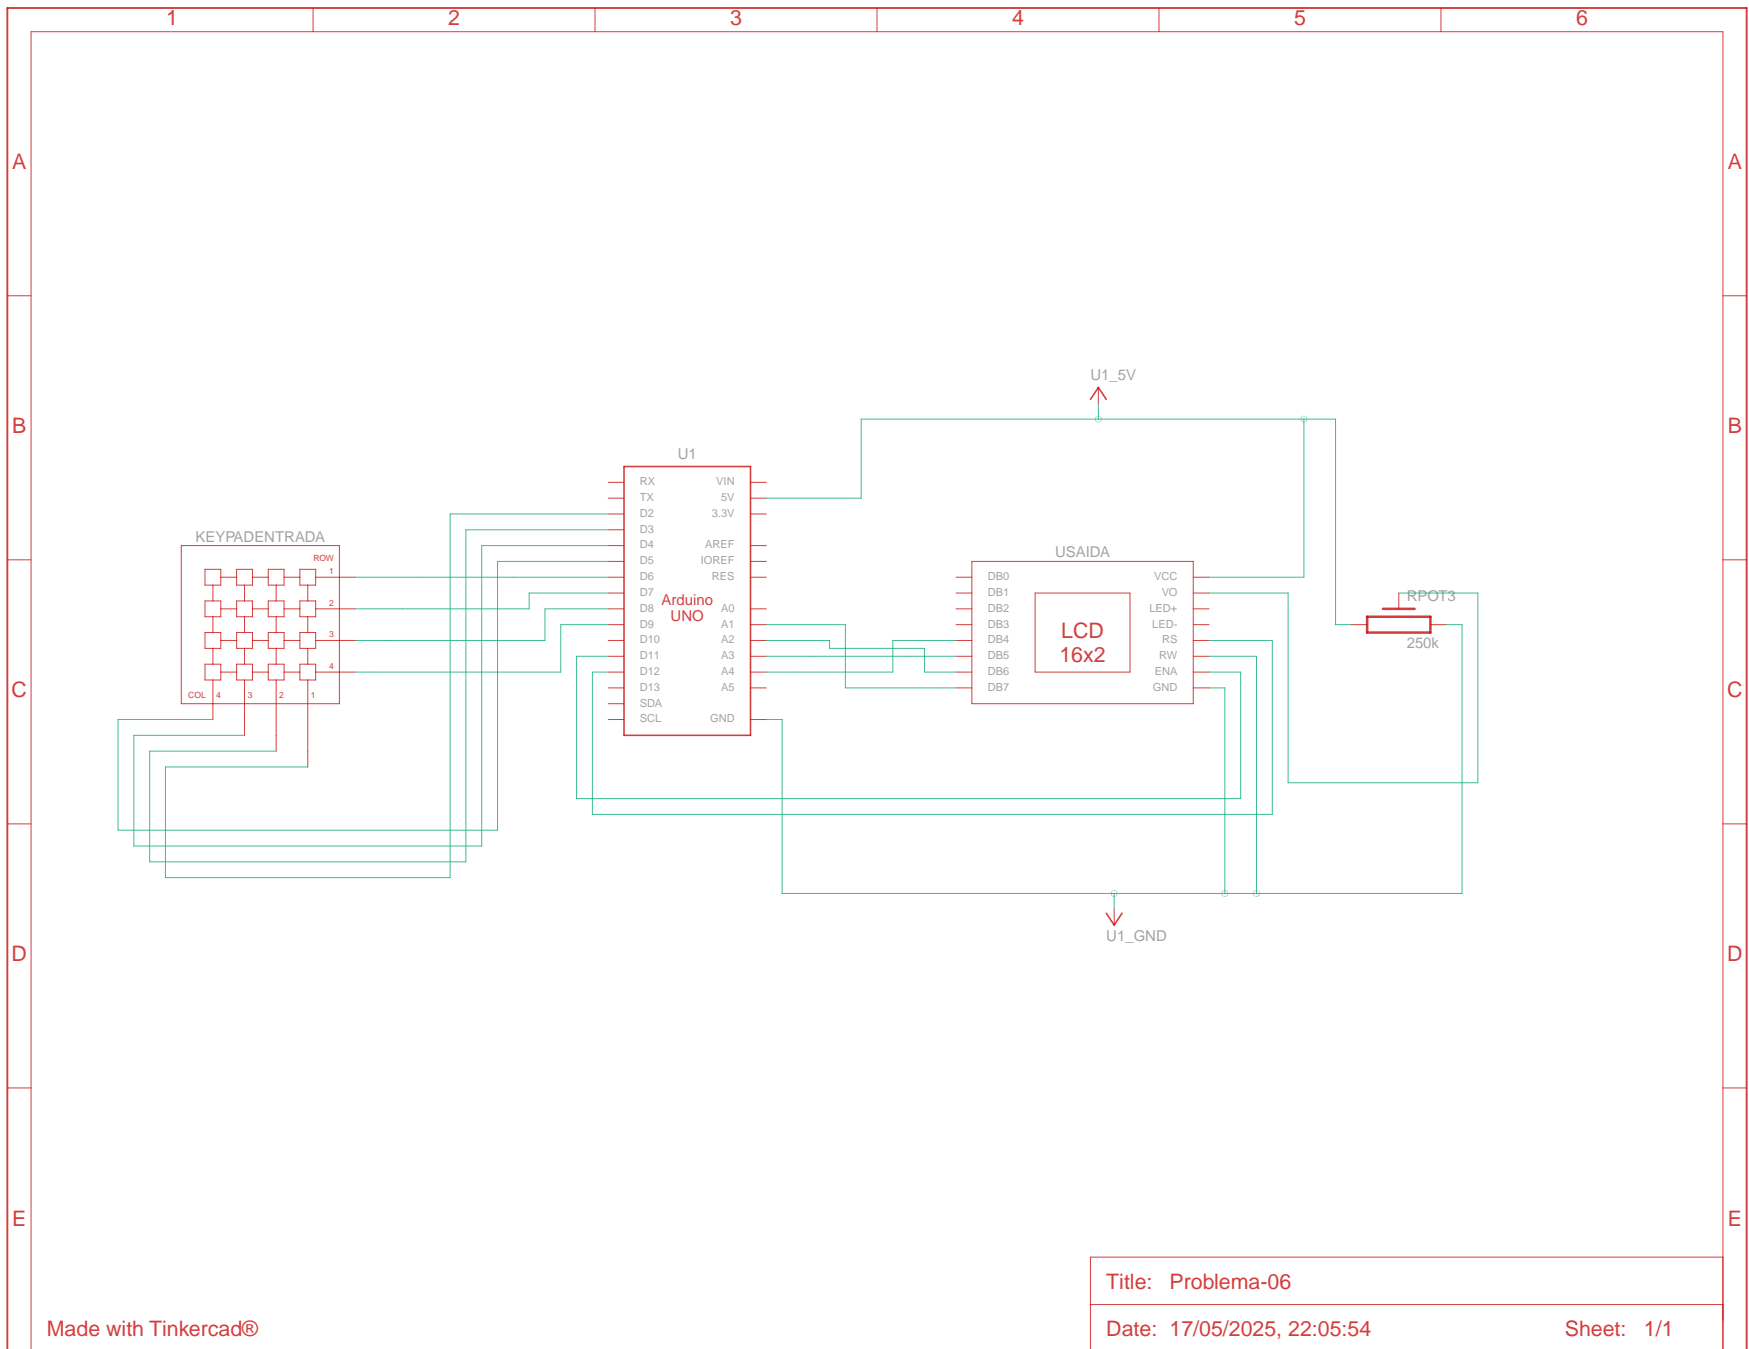 1 2 3 4 5 6
A A
B B
C C
D D
E E
U1_5V
U1
RX VIN
TX 5V
D2 3.3V
D3
D4 AREF
D5 IOREF
D6 RES
D7
D8 A0
D9 A1
D10 A2
D11 A3
D12 A4
D13 A5
SDA
SCL GND
Arduino
UNO
KEYPADENTRADA
ROW
1
2
3
4
COL 4 3 2 1
USAIDA
DB0 VCC
DB1 VO
DB2 LED+
DB3 LED-
DB4 RS
DB5 RW
DB6 ENA
DB7 GND
LCD
16x2
RPOT3
250k
U1_GND
Title: Problema-06
Date: 17/05/2025, 22:05:54 Sheet: 1/1
Made with Tinkercad®